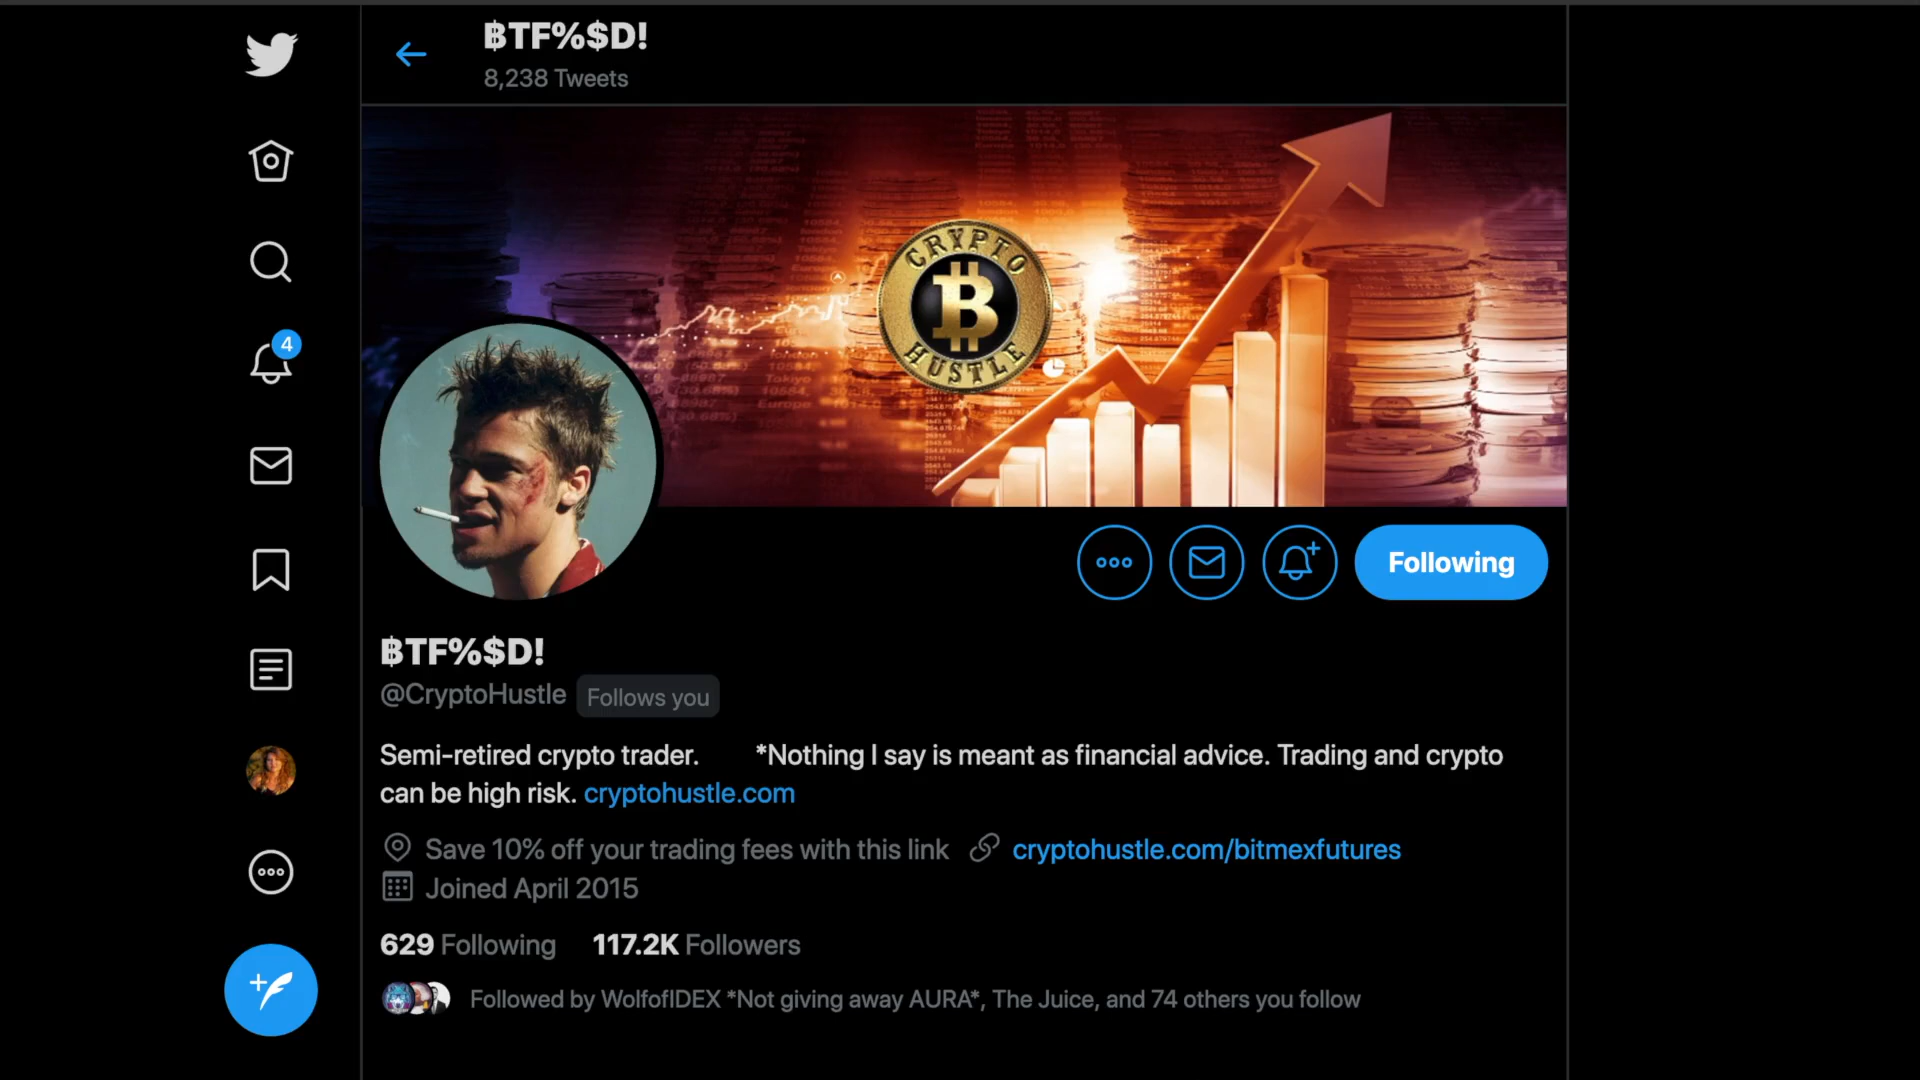 ฿TF%$D!
8,238 Tweets
CRYPTO
HUSTLE
4
Following
฿TF%$D!
@CryptoHustle Follows you
Semi-retired crypto trader. *Nothing I say is meant as financial advice. Trading and crypto
can be high risk. cryptohustle.com
Save 10% off your trading fees with this link cryptohustle.com/bitmexfutures
Joined April 2015
629 Following 117.2K Followers
Followed by WolfofIDEX *Not giving away AURA*, The Juice, and 74 others you follow